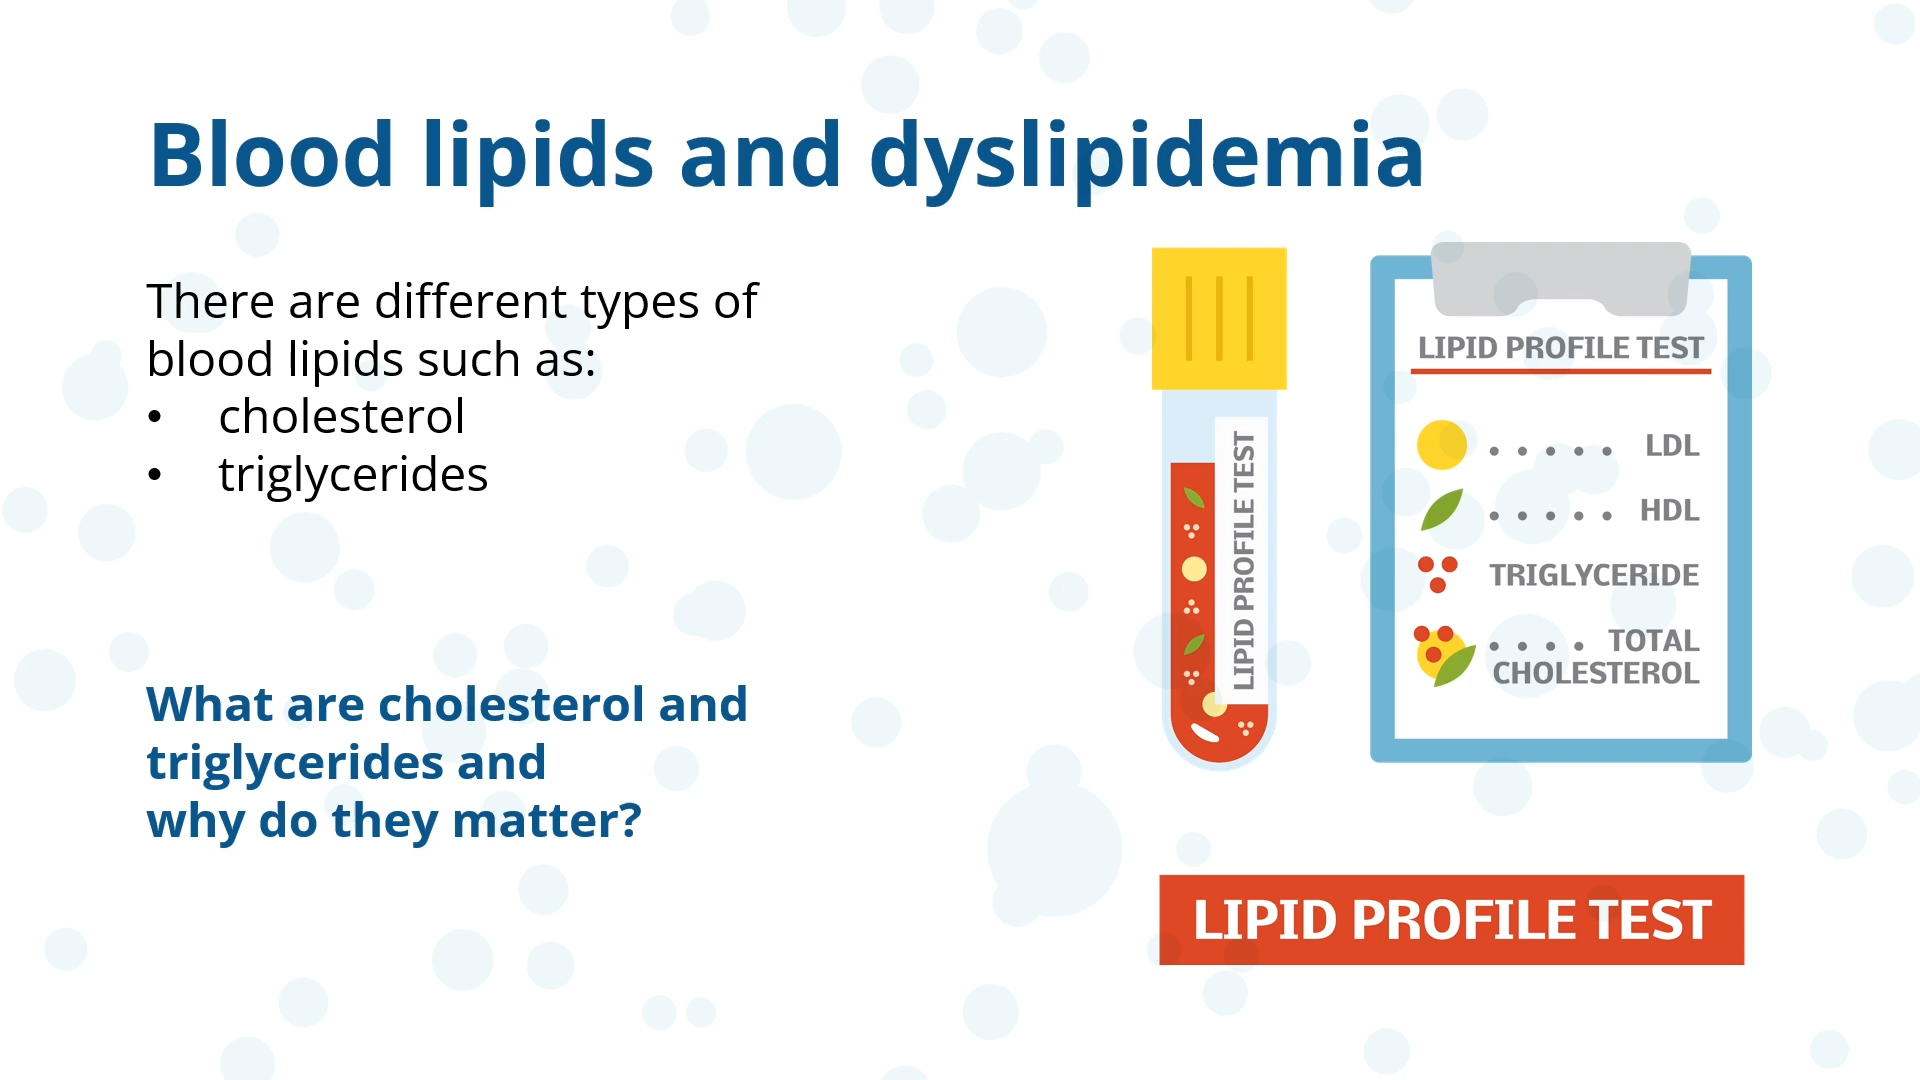 Blood lipids and dyslipidemia
There are different types of
blood lipids such as:
• cholesterol
• triglycerides
What are cholesterol and
triglycerides and
why do they matter?
LIPID PROFILE TEST
LIPID PROFILE TEST
..... LDL
..... HDL
TRIGLYCERIDE
.... TOTAL
CHOLESTEROL
LIPID PROFILE TEST